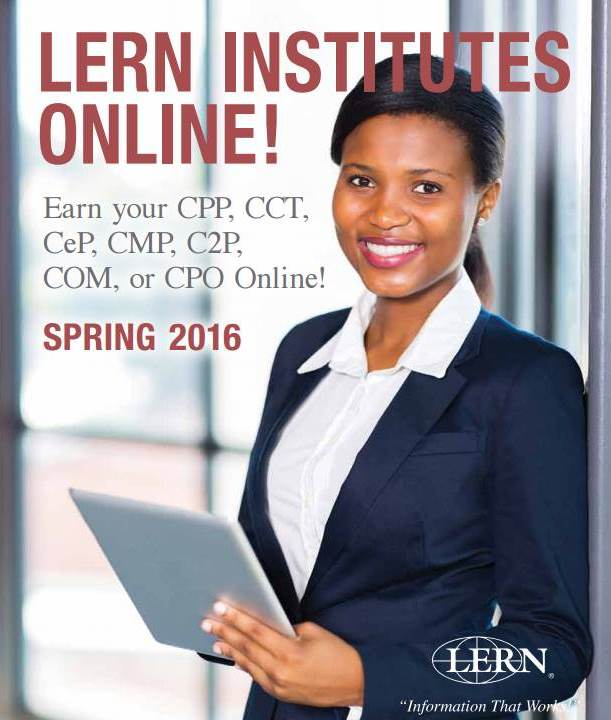 LERN INSTITUTES
ONLINE!
Earn your CPP, CCT,
CeP, CMP, C2P,
COM, or CPO Online!
SPRING 2016
LERN®
“Information That Works!”